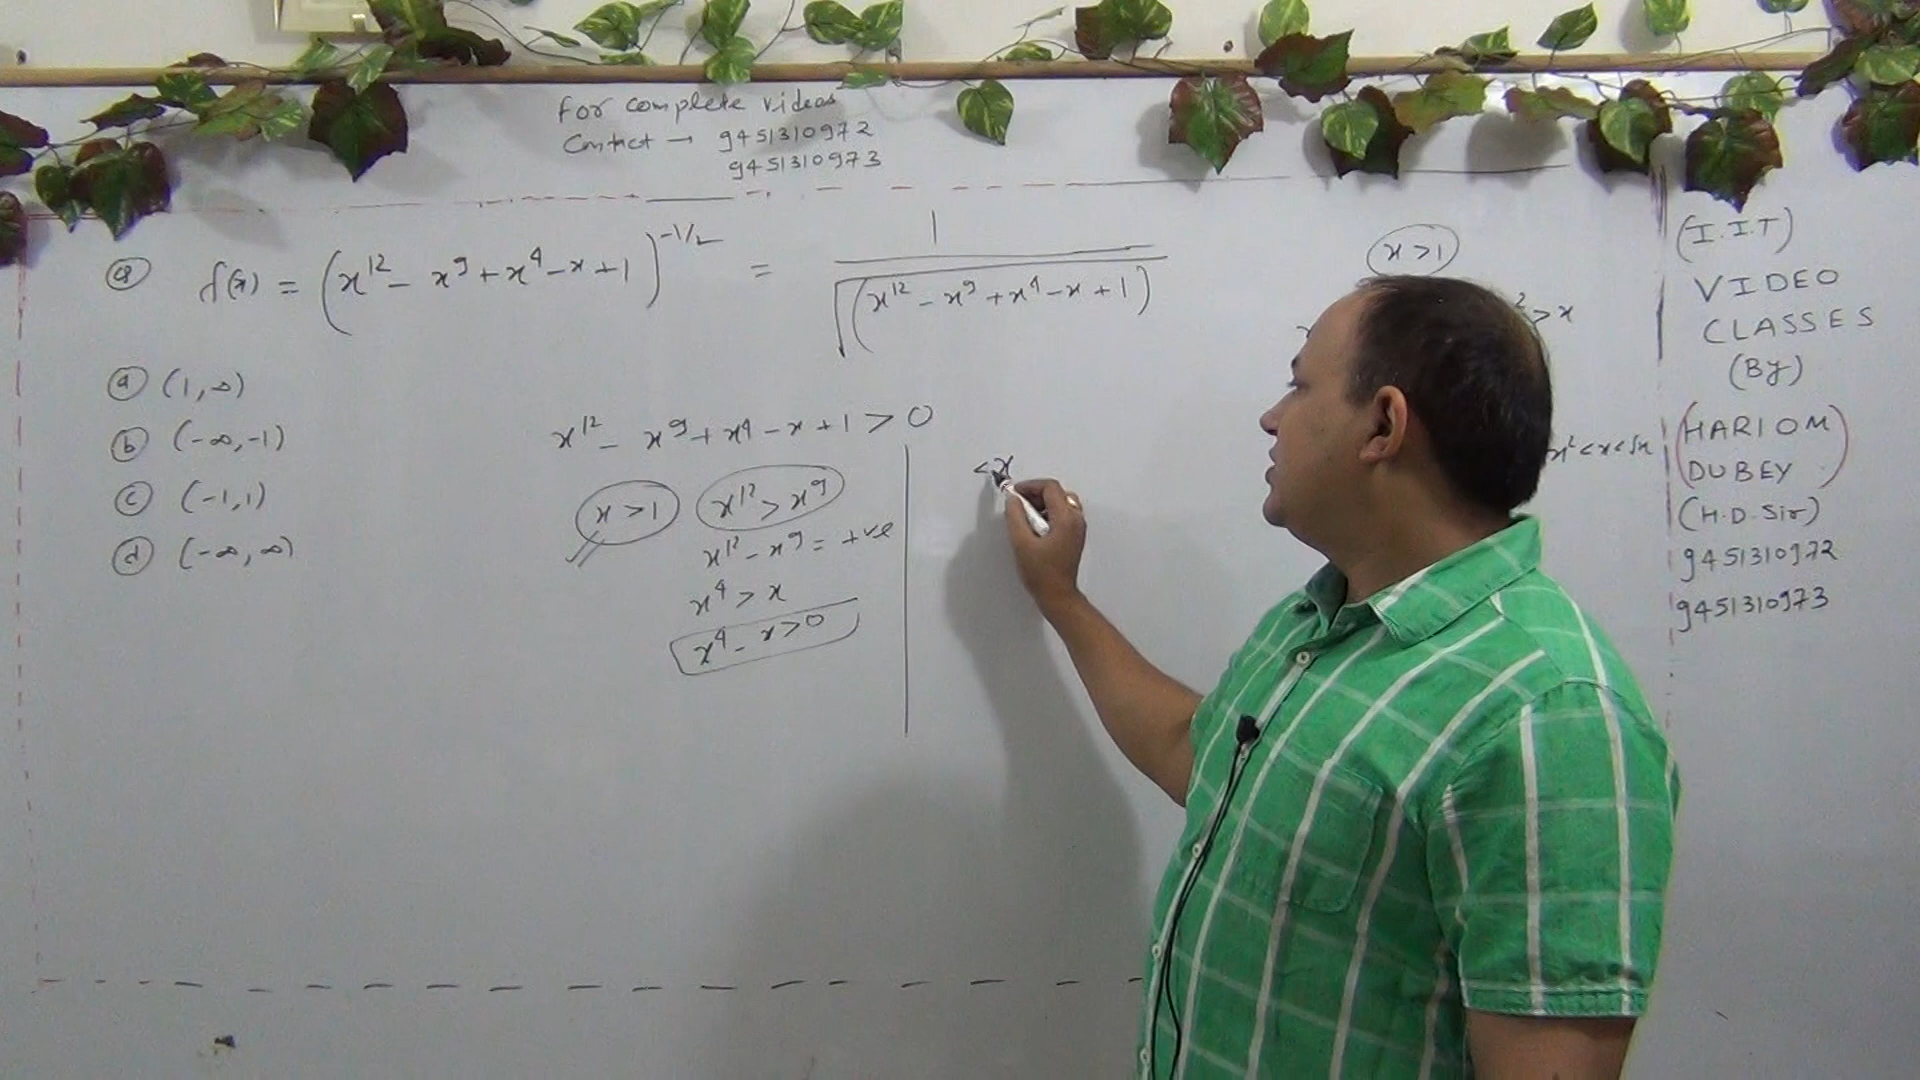 For complete videos
Contact → 9451310972
9451310973
Q f(x) = (x¹² - x⁹ + x⁴ - x + 1)^(-1/2) = 1/√(x¹² - x⁹ + x⁴ - x + 1)
a (1, ∞)
b (-∞, -1)
c (-1, 1)
d (-∞, ∞)
x¹² - x⁹ + x⁴ - x + 1 > 0
x > 1 x¹² > x⁹
x¹² - x⁹ = +ve
x⁴ > x
x⁴ - x > 0
< x
x > 1
² > x
x² < x < √x
(I.I.T)
VIDEO
CLASSES
(By)
(HARIOM
DUBEY)
(H.D. Sir)
9451310972
9451310973